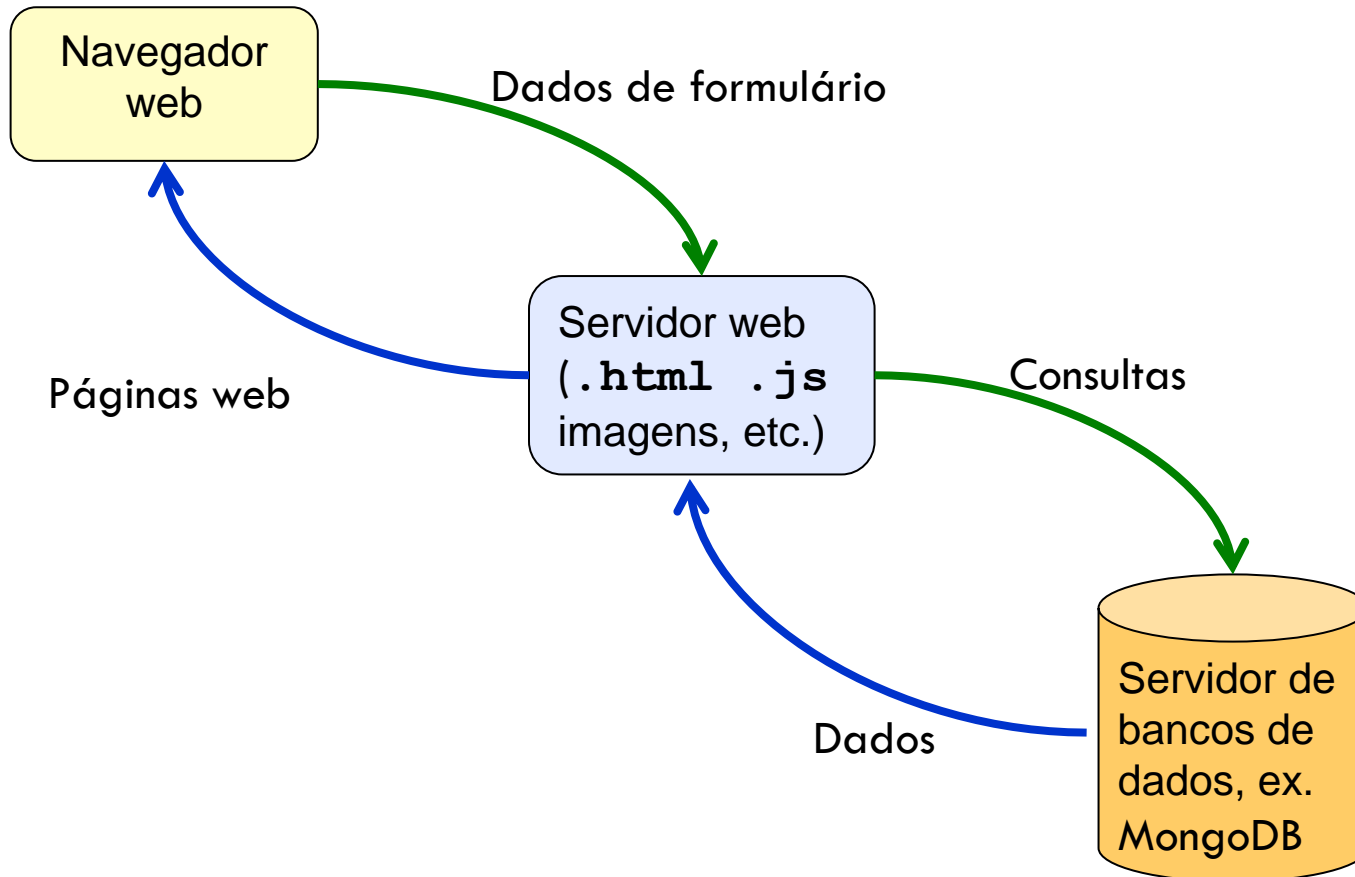 Navegador
web
Dados de formulário
Servidor web
(.html .js
imagens, etc.)
Páginas web
Consultas
Servidor de
bancos de
dados, ex.
MongoDB
Dados